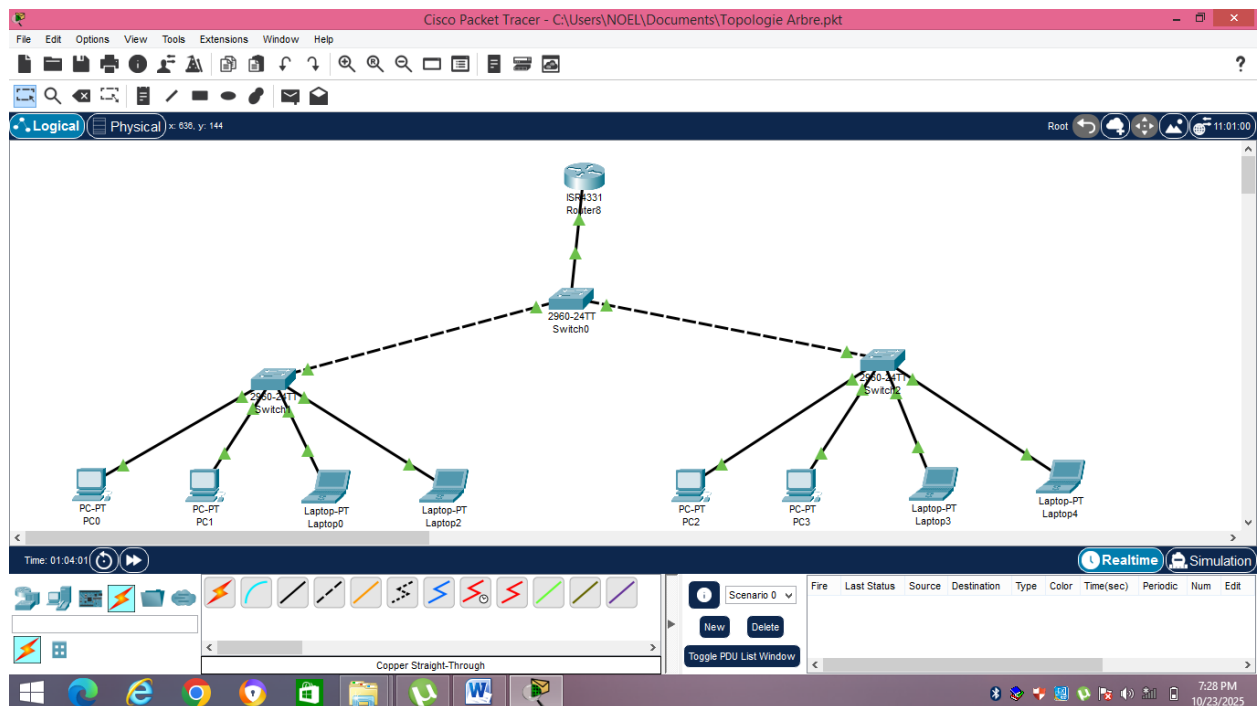 Cisco Packet Tracer - C:\Users\NOEL\Documents\Topologie Arbre.pkt
File Edit Options View Tools Extensions Window Help
?
Logical Physical x: 636, y: 144 Root 11:01:00
ISR4331
Router8
2960-24TT
Switch0
2960-24TT
Switch1
2960-24TT
Switch2
PC-PT
PC0
PC-PT
PC1
Laptop-PT
Laptop0
Laptop-PT
Laptop2
PC-PT
PC2
PC-PT
PC3
Laptop-PT
Laptop3
Laptop-PT
Laptop4
Time: 01:04:01 Realtime Simulation
Scenario 0
New Delete
Toggle PDU List Window
Fire Last Status Source Destination Type Color Time(sec) Periodic Num Edit
Copper Straight-Through
7:28 PM
10/23/2025